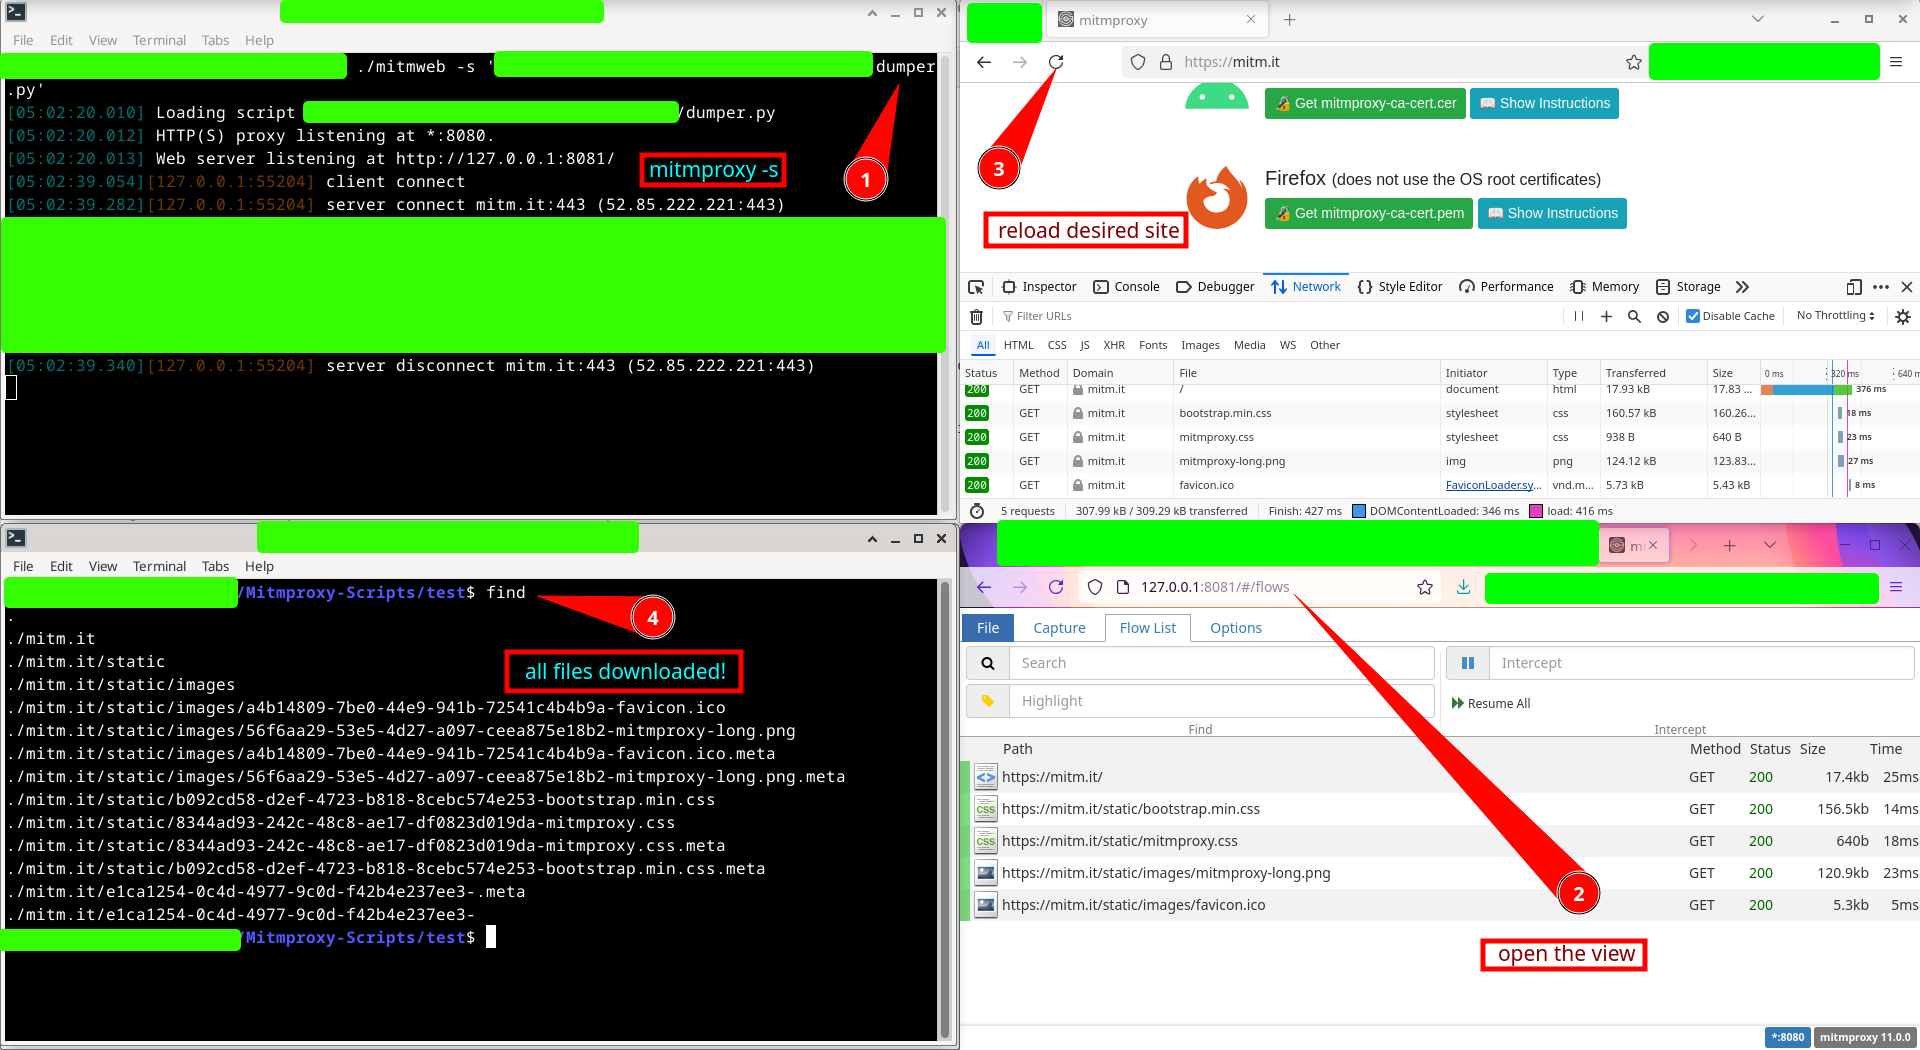 File Edit View Terminal Tabs Help
./mitmweb -s ' dumper
.py'
[05:02:20.010] Loading script /dumper.py
[05:02:20.012] HTTP(S) proxy listening at *:8080.
[05:02:20.013] Web server listening at http://127.0.0.1:8081/
[05:02:39.054][127.0.0.1:55204] client connect
[05:02:39.282][127.0.0.1:55204] server connect mitm.it:443 (52.85.222.221:443)
[05:02:39.340][127.0.0.1:55204] server disconnect mitm.it:443 (52.85.222.221:443)
mitmproxy -s
1
mitmproxy
https://mitm.it
Get mitmproxy-ca-cert.cer Show Instructions
3
Firefox (does not use the OS root certificates)
Get mitmproxy-ca-cert.pem Show Instructions
reload desired site
Inspector Console Debugger Network Style Editor Performance Memory Storage
Filter URLs Disable Cache No Throttling
All HTML CSS JS XHR Fonts Images Media WS Other
Status Method Domain File Initiator Type Transferred Size 0 ms 320 ms 640 m
200 GET mitm.it / document html 17.93 kB 17.83 ... 376 ms
200 GET mitm.it bootstrap.min.css stylesheet css 160.57 kB 160.26... 18 ms
200 GET mitm.it mitmproxy.css stylesheet css 938 B 640 B 23 ms
200 GET mitm.it mitmproxy-long.png img png 124.12 kB 123.83... 27 ms
200 GET mitm.it favicon.ico FaviconLoader.sy... vnd.m... 5.73 kB 5.43 kB 8 ms
5 requests 307.99 kB / 309.29 kB transferred Finish: 427 ms DOMContentLoaded: 346 ms load: 416 ms
File Edit View Terminal Tabs Help
/Mitmproxy-Scripts/test$ find
.
./mitm.it
./mitm.it/static
./mitm.it/static/images
./mitm.it/static/images/a4b14809-7be0-44e9-941b-72541c4b4b9a-favicon.ico
./mitm.it/static/images/56f6aa29-53e5-4d27-a097-ceea875e18b2-mitmproxy-long.png
./mitm.it/static/images/a4b14809-7be0-44e9-941b-72541c4b4b9a-favicon.ico.meta
./mitm.it/static/images/56f6aa29-53e5-4d27-a097-ceea875e18b2-mitmproxy-long.png.meta
./mitm.it/static/b092cd58-d2ef-4723-b818-8cebc574e253-bootstrap.min.css
./mitm.it/static/8344ad93-242c-48c8-ae17-df0823d019da-mitmproxy.css
./mitm.it/static/8344ad93-242c-48c8-ae17-df0823d019da-mitmproxy.css.meta
./mitm.it/static/b092cd58-d2ef-4723-b818-8cebc574e253-bootstrap.min.css.meta
./mitm.it/e1ca1254-0c4d-4977-9c0d-f42b4e237ee3-.meta
./mitm.it/e1ca1254-0c4d-4977-9c0d-f42b4e237ee3-
/Mitmproxy-Scripts/test$
4
all files downloaded!
mi
127.0.0.1:8081/#/flows
File Capture Flow List Options
Search Intercept
Highlight Resume All
Find Intercept
Path Method Status Size Time
https://mitm.it/ GET 200 17.4kb 25ms
CSS https://mitm.it/static/bootstrap.min.css GET 200 156.5kb 14ms
CSS https://mitm.it/static/mitmproxy.css GET 200 640b 18ms
https://mitm.it/static/images/mitmproxy-long.png GET 200 120.9kb 23ms
https://mitm.it/static/images/favicon.ico GET 200 5.3kb 5ms
2
open the view
*:8080 mitmproxy 11.0.0